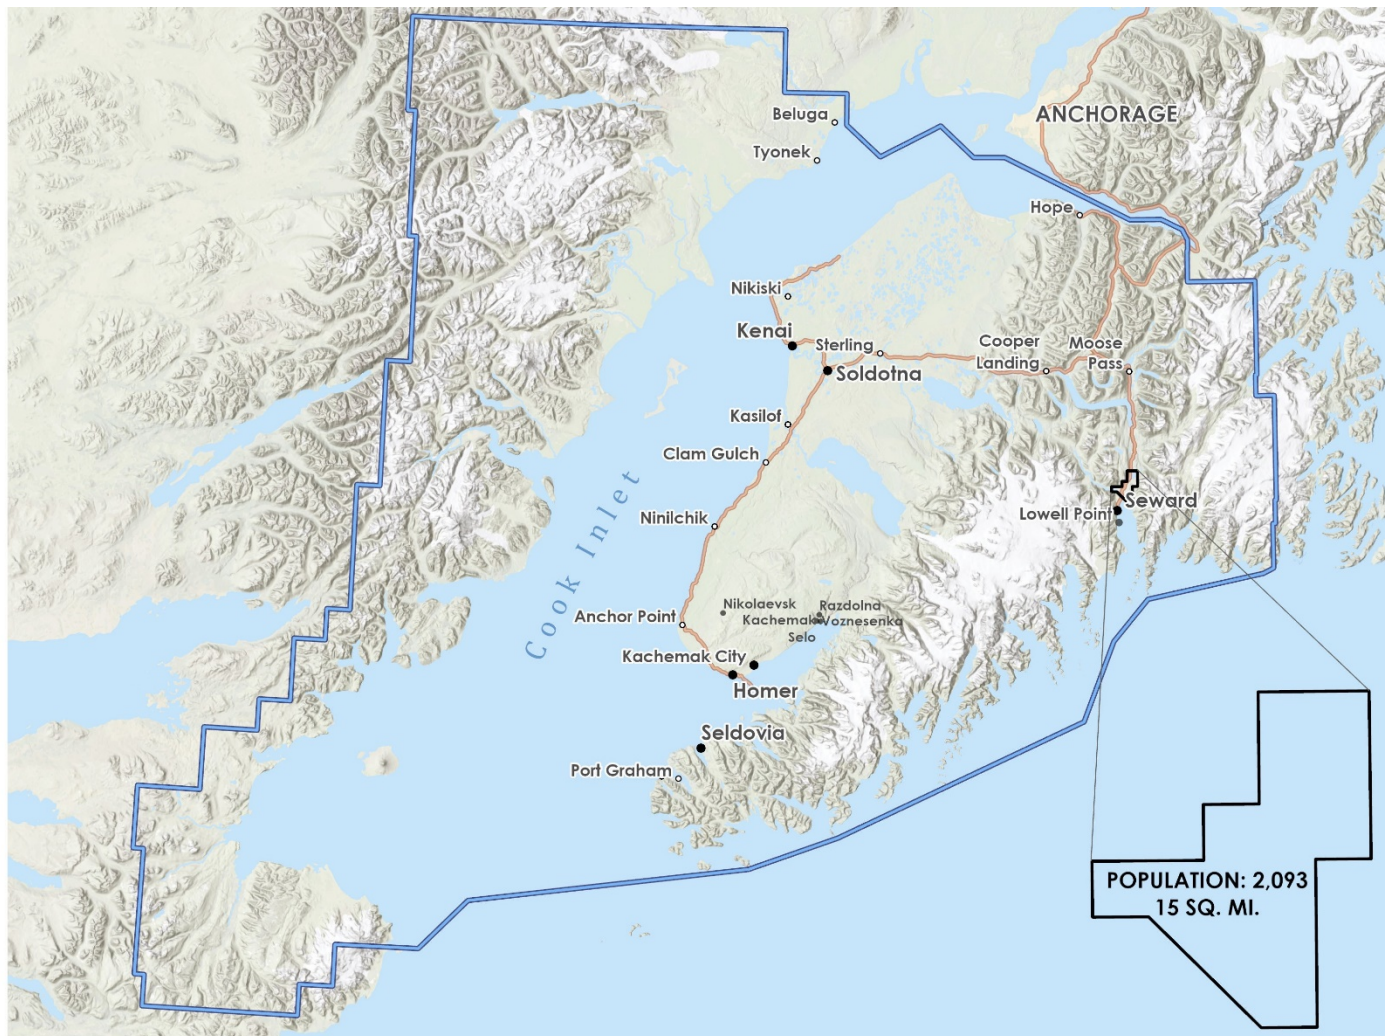 Beluga
ANCHORAGE
Tyonek
Hope
Nikiski
Kenai
Sterling
Cooper
Landing
Moose
Pass
Soldotna
Kasilof
Clam Gulch
Cook Inlet
Seward
Lowell Point
Ninilchik
Nikolaevsk
Razdolna
Anchor Point
Kachemak
Voznesenka
Selo
Kachemak City
Homer
Seldovia
Port Graham
POPULATION: 2,093
15 SQ. MI.